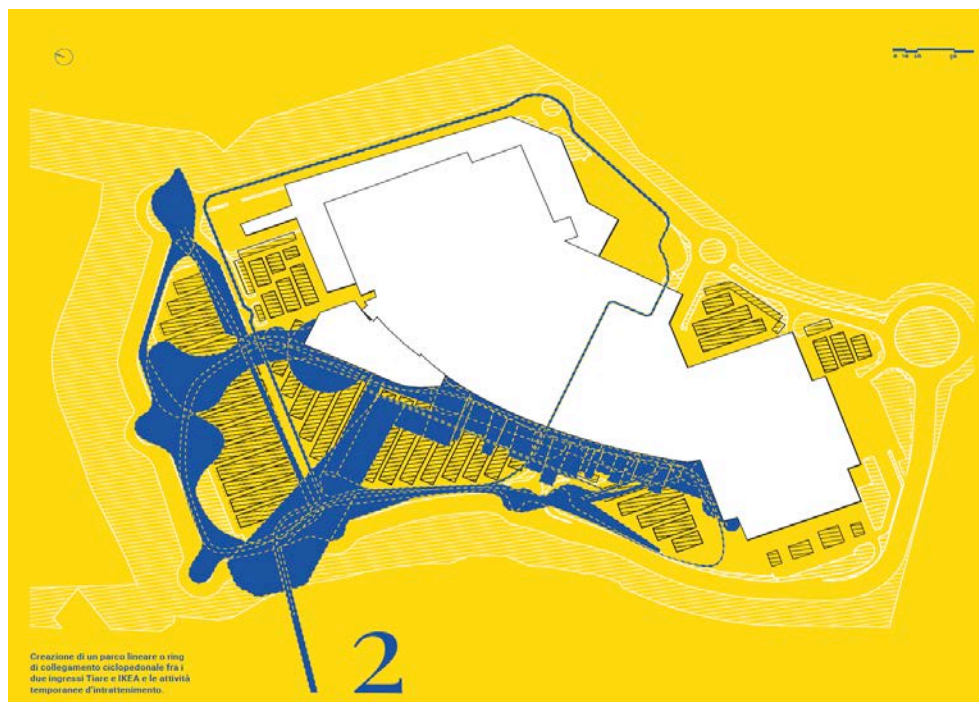 2
Creazione di un parco lineare o ring
di collegamento ciclopedonale fra i
due ingressi Tiare e IKEA e le attività
temporanee d'intrattenimento.